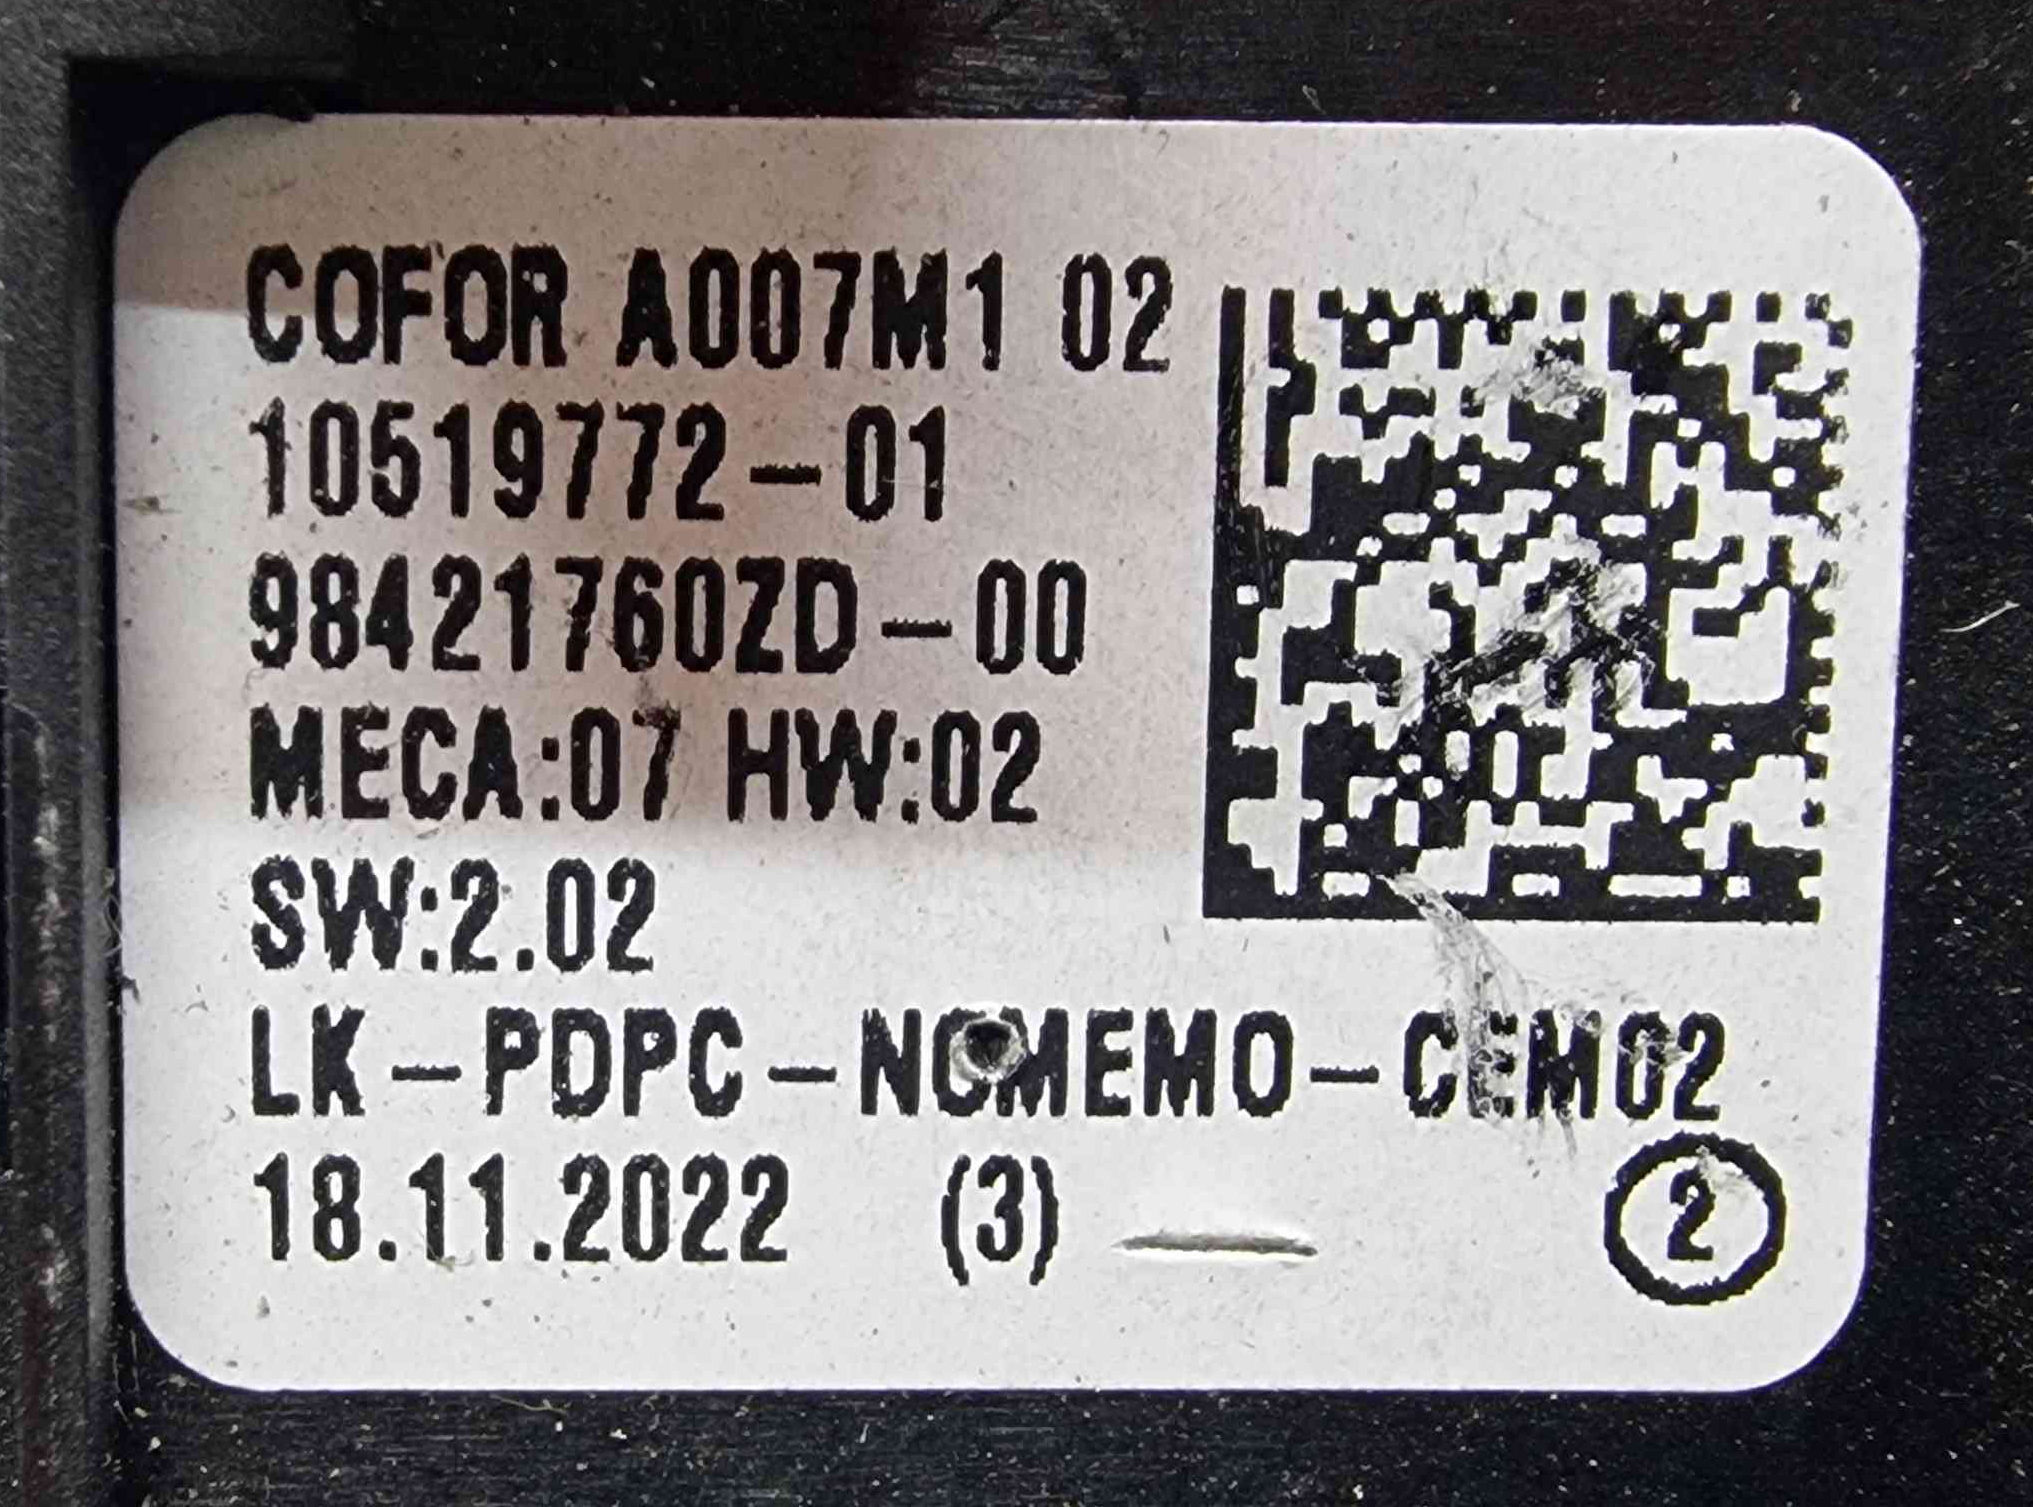 COFOR A007M1 02
10519772-01
98421760ZD-00
MECA:07 HW:02
SW:2.02
LK-PDPC-NOMEMO-CEM02
18.11.2022 (3)
2